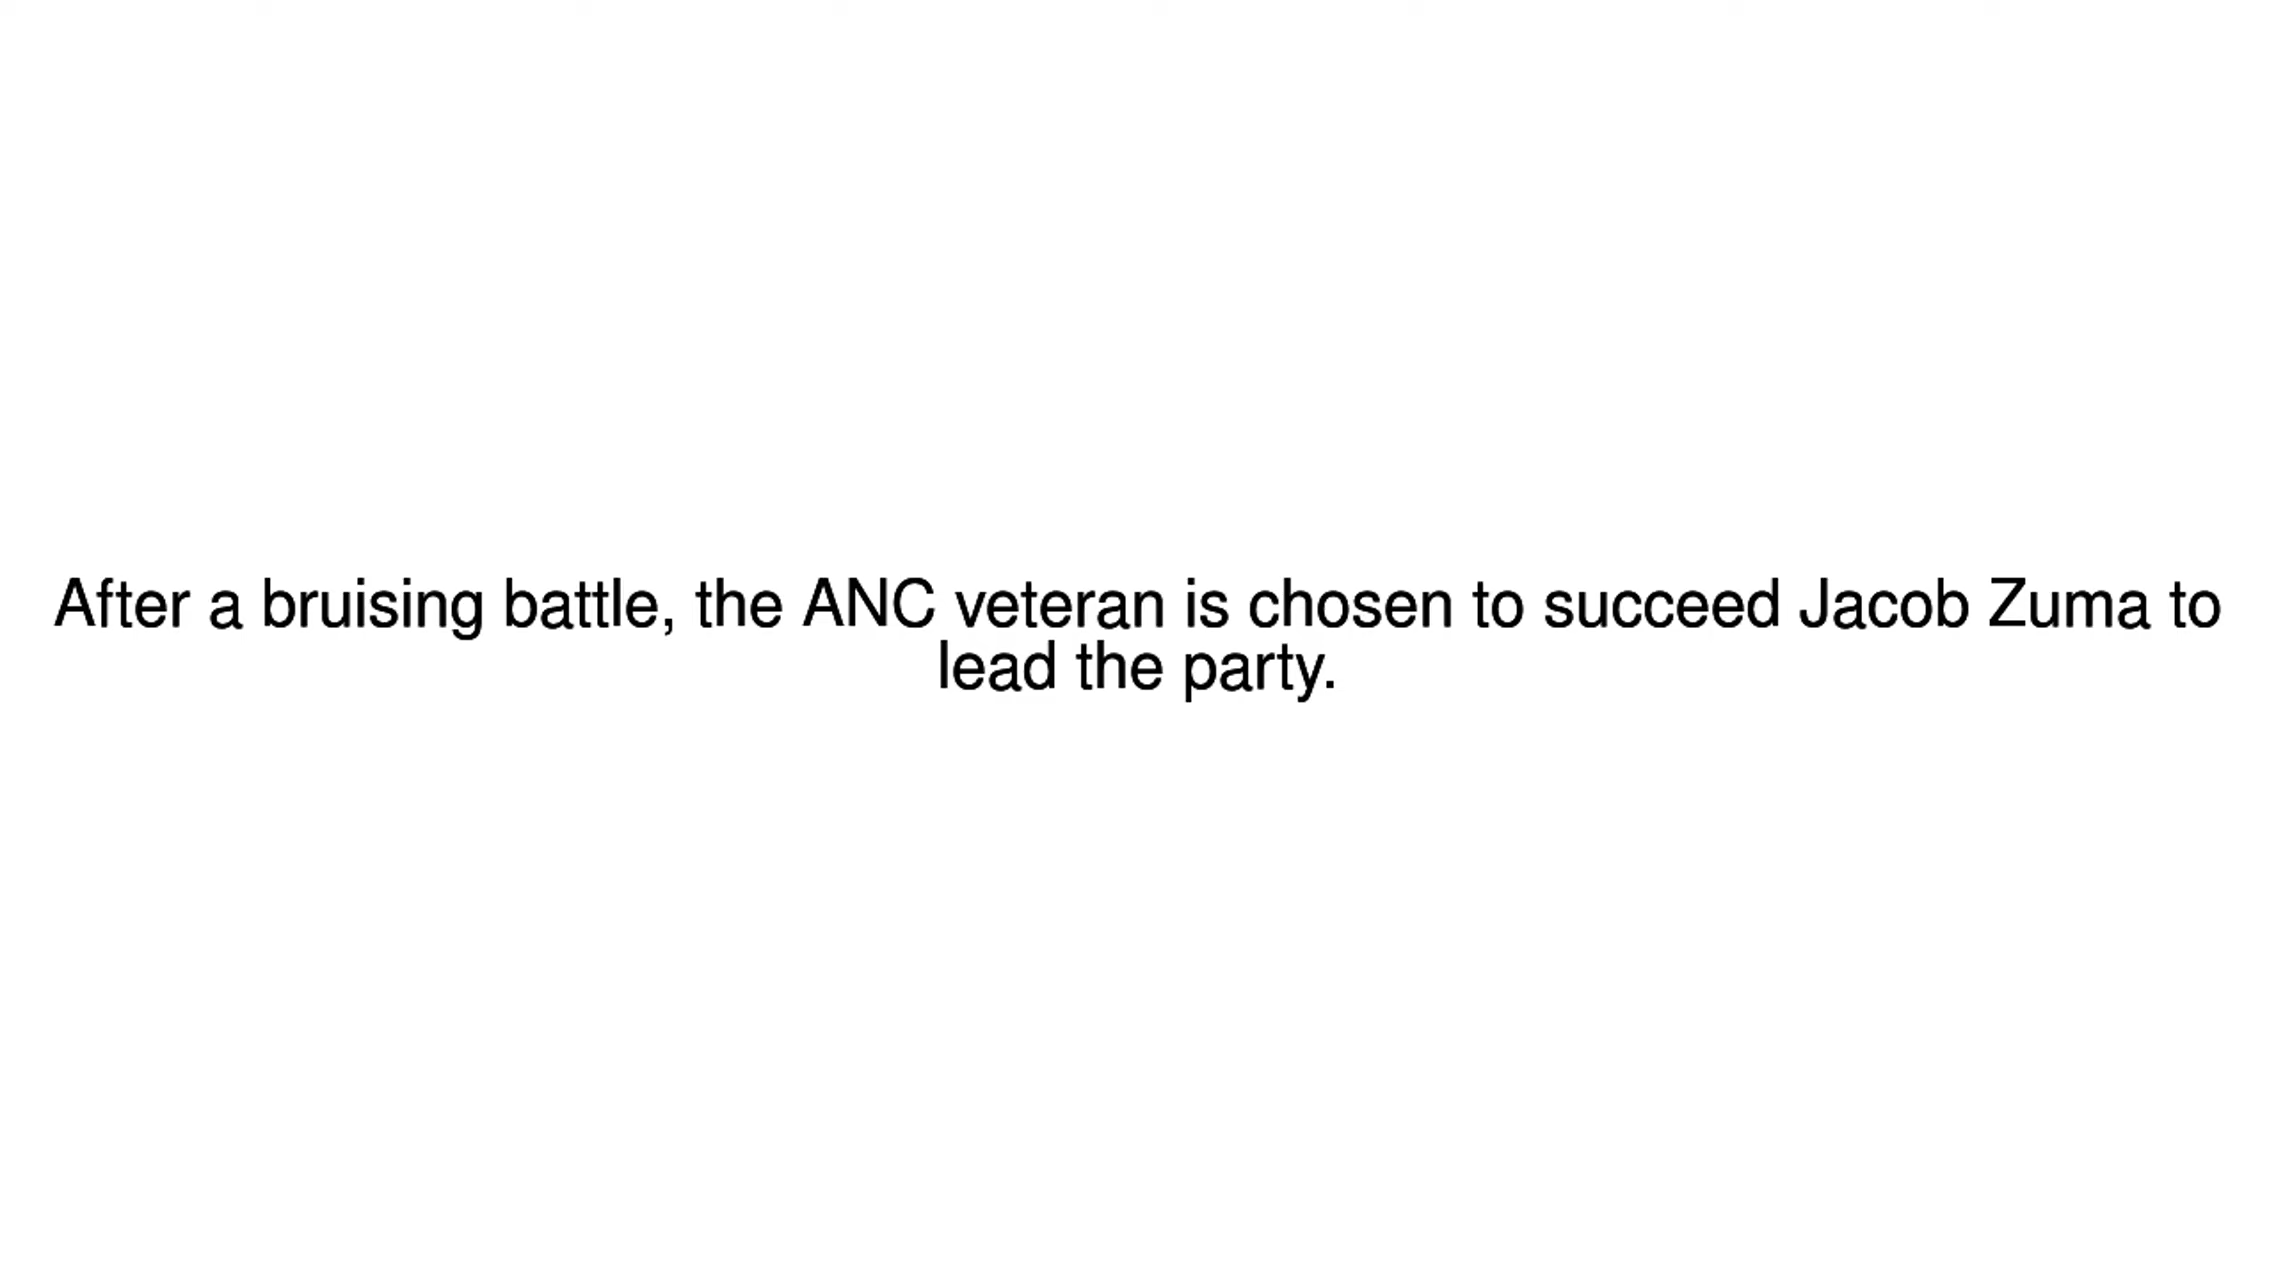 After a bruising battle, the ANC veteran is chosen to succeed Jacob Zuma to
lead the party.